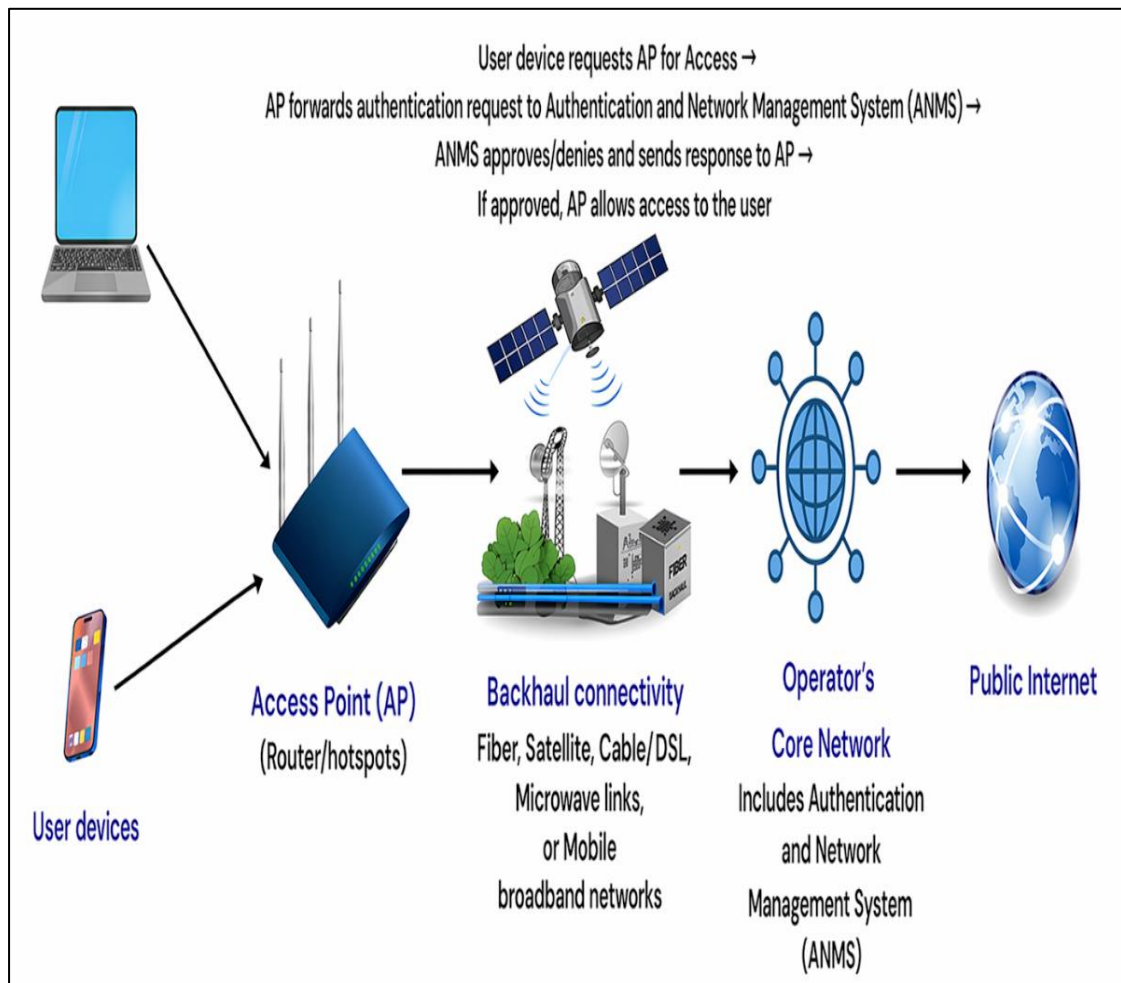 User device requests AP for Access →
AP forwards authentication request to Authentication and Network Management System (ANMS) →
ANMS approves/denies and sends response to AP →
If approved, AP allows access to the user
FIBER
BACKHAUL
User devices
Access Point (AP)
(Router/hotspots)
Backhaul connectivity
Fiber, Satellite, Cable/DSL,
Microwave links,
or Mobile
broadband networks
Operator's
Core Network
Includes Authentication
and Network
Management System
(ANMS)
Public Internet